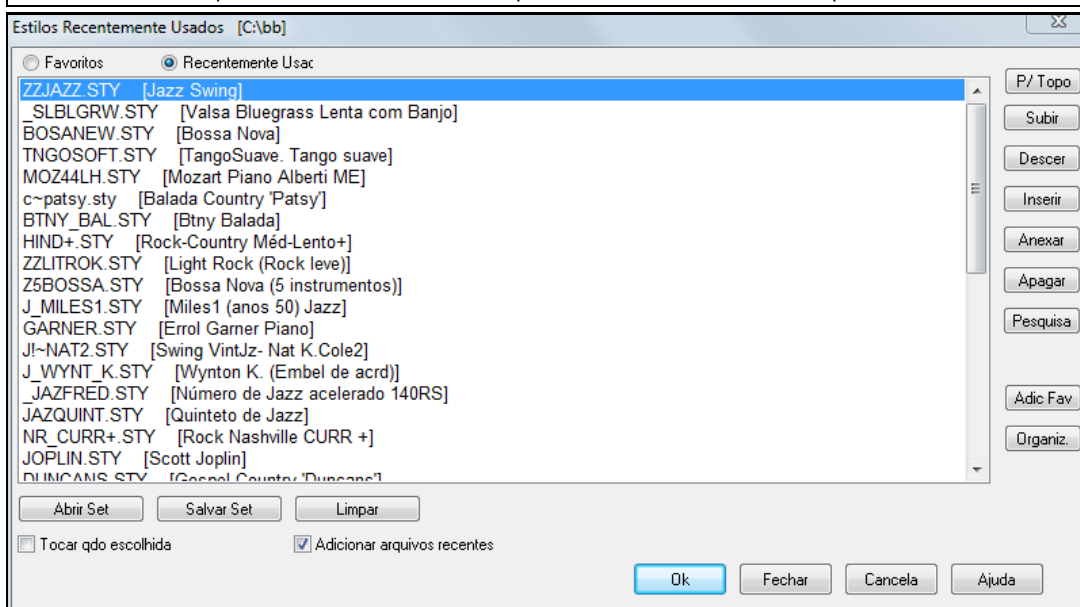 Estilos Recentemente Usados [C:\bb]
Favoritos Recentemente Usac
P/ Topo
Subir
Descer
Inserir
Anexar
Apagar
Pesquisa
Adic Fav
Organiz.
ZZJAZZ.STY [Jazz Swing]
_SLBLGRW.STY [Valsa Bluegrass Lenta com Banjo]
BOSANEW.STY [Bossa Nova]
TNGOSOFT.STY [TangoSuave. Tango suave]
MOZ44LH.STY [Mozart Piano Alberti ME]
c~patsy.sty [Balada Country 'Patsy']
BTNY_BAL.STY [Btny Balada]
HIND+.STY [Rock-Country Méd-Lento+]
ZZLITROK.STY [Light Rock (Rock leve)]
Z5BOSSA.STY [Bossa Nova (5 instrumentos)]
J_MILES1.STY [Miles1 (anos 50) Jazz]
GARNER.STY [Errol Garner Piano]
J!~NAT2.STY [Swing VintJz- Nat K.Cole2]
J_WYNT_K.STY [Wynton K. (Embel de acrd)]
_JAZFRED.STY [Número de Jazz acelerado 140RS]
JAZQUINT.STY [Quinteto de Jazz]
NR_CURR+.STY [Rock Nashville CURR +]
JOPLIN.STY [Scott Joplin]
DUNCANS.STY [Gospel Country 'Duncans']
Abrir Set Salvar Set Limpar
Tocar qdo escolhida Adicionar arquivos recentes
Ok Fechar Cancela Ajuda